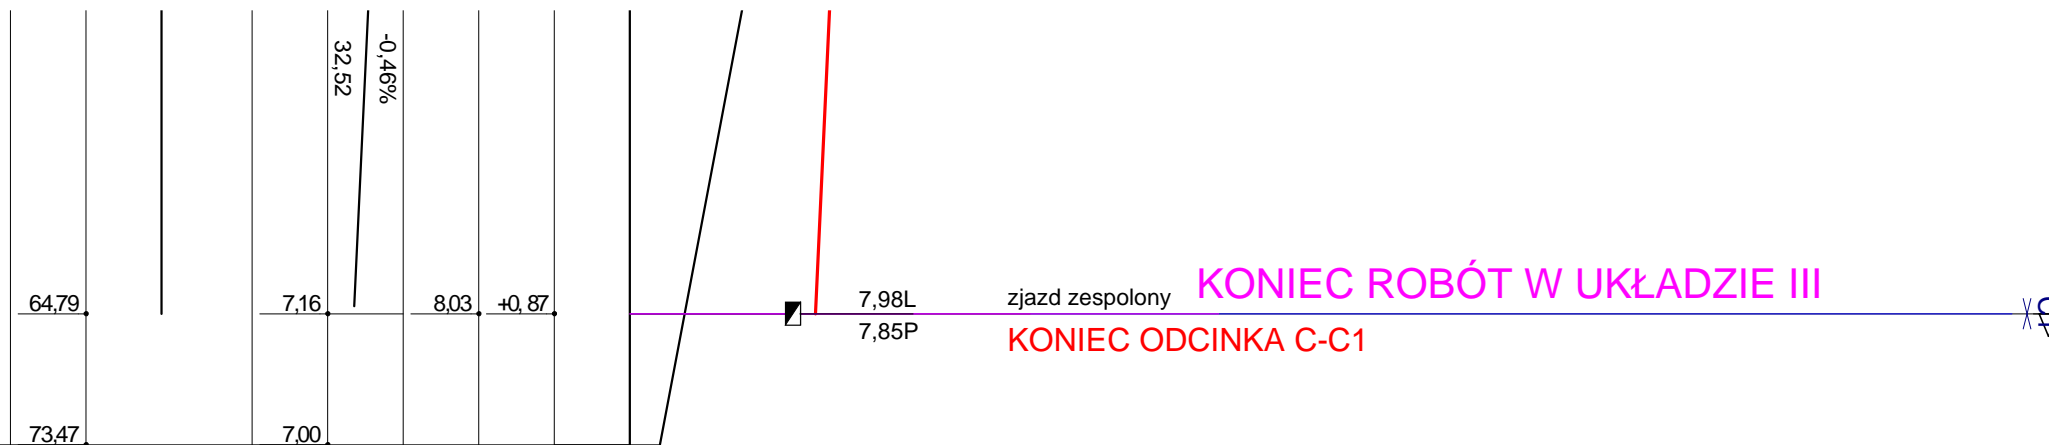 32,52
-0,46%
64,79
7,16
8,03
+0,87
7,98L
7,85P
zjazd zespolony
KONIEC ROBÓT W UKŁADZIE III
KONIEC ODCINKA C-C1
73,47
7,00